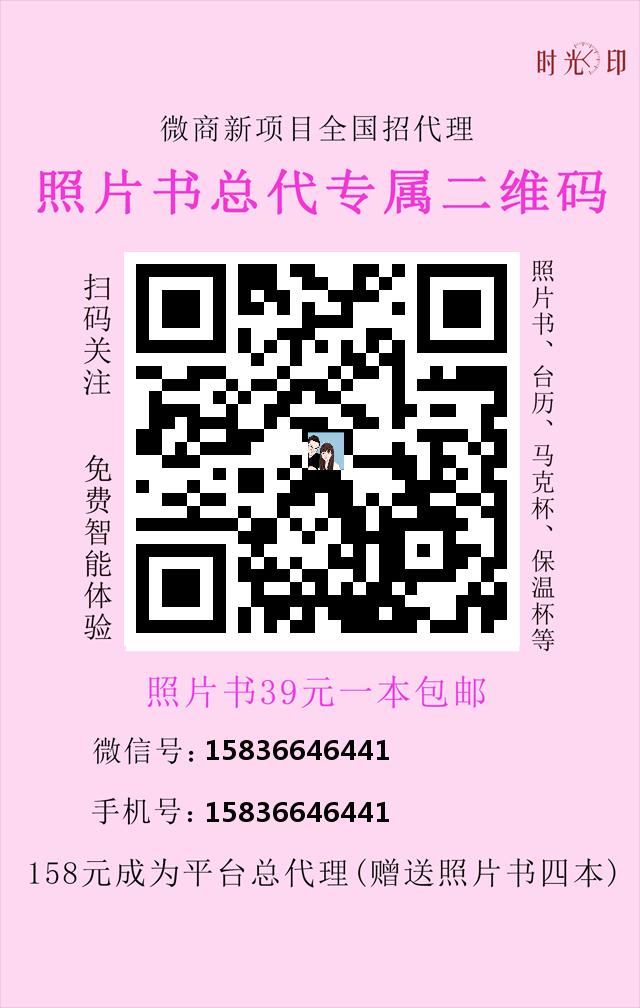 时光印
微商新项目全国招代理
照片书总代专属二维码
扫码关注
免费智能体验
照片书、台历、马克杯、保温杯等
照片书39元一本包邮
微信号:15836646441
手机号:15836646441
158元成为平台总代理(赠送照片书四本)